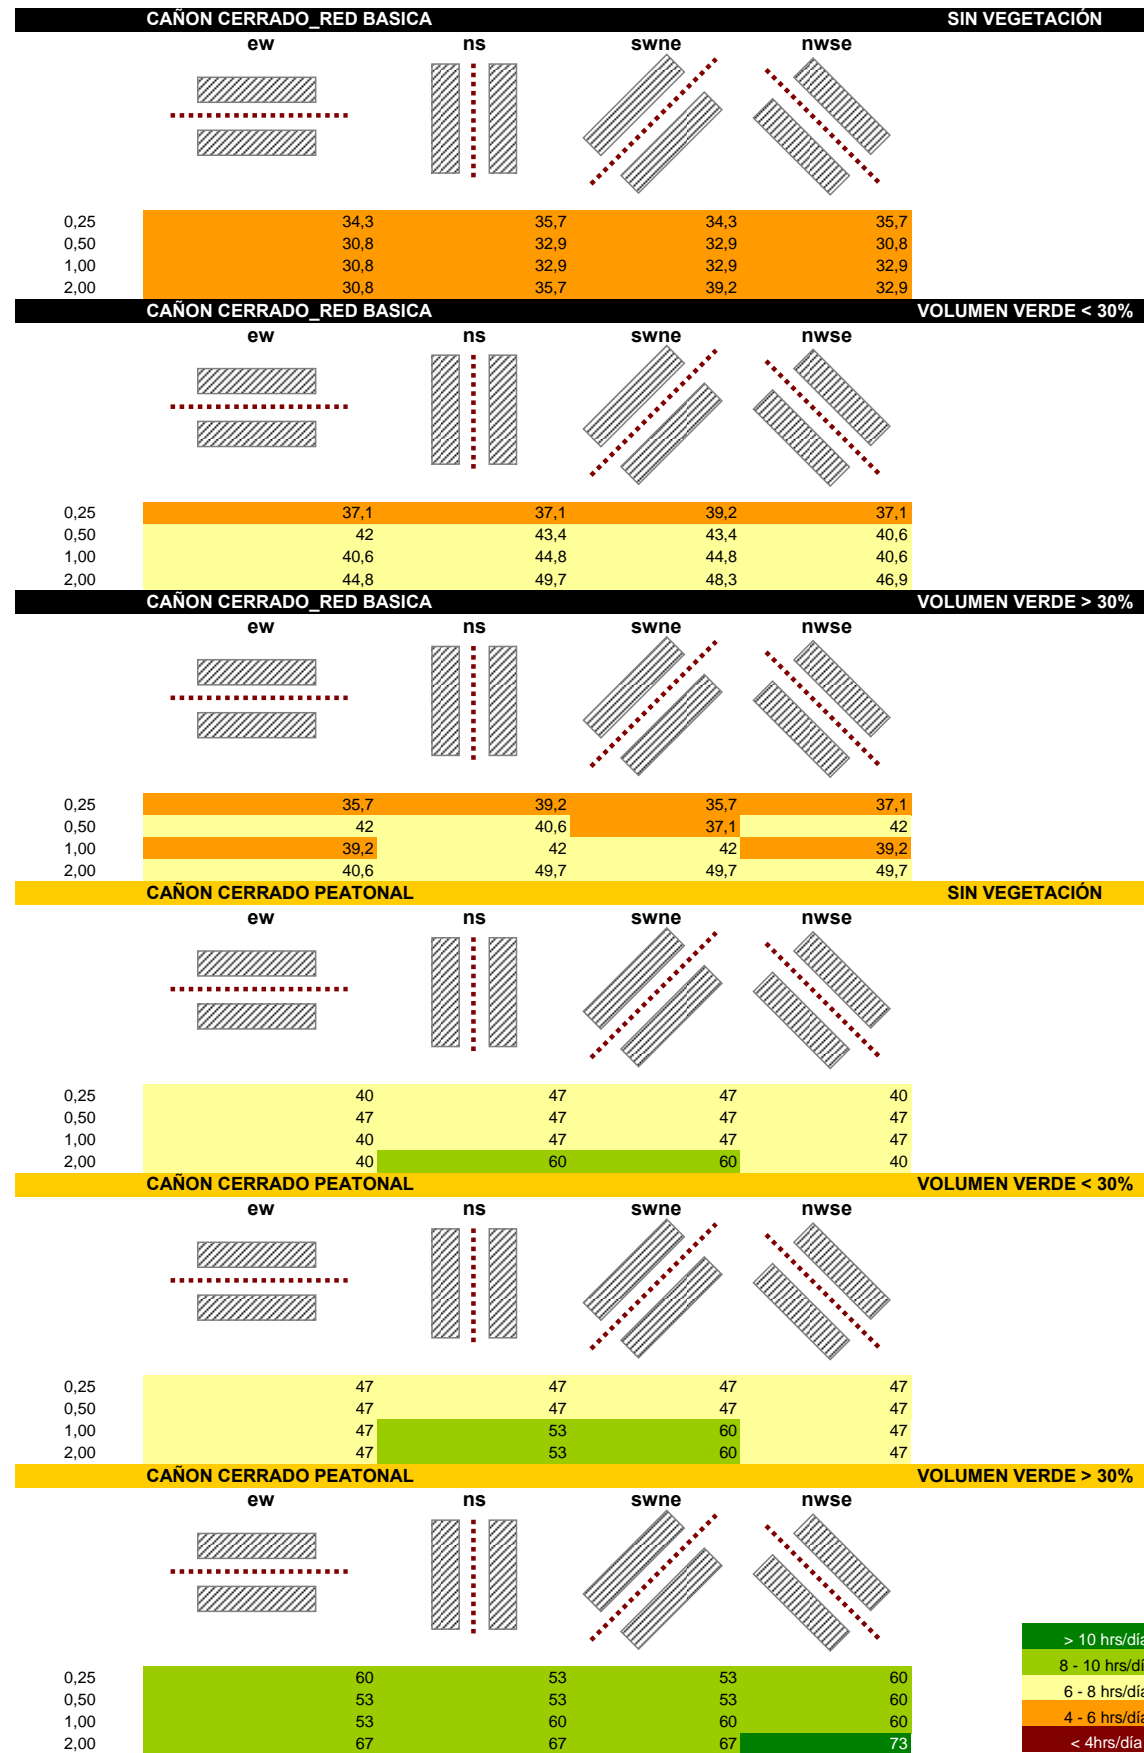 CAÑON CERRADO_RED BASICA SIN VEGETACIÓN
ew ns swne nwse
0,25 34,3 35,7 34,3 35,7
0,50 30,8 32,9 32,9 30,8
1,00 30,8 32,9 32,9 32,9
2,00 30,8 35,7 39,2 32,9
CAÑON CERRADO_RED BASICA VOLUMEN VERDE < 30%
ew ns swne nwse
0,25 37,1 37,1 39,2 37,1
0,50 42 43,4 43,4 40,6
1,00 40,6 44,8 44,8 40,6
2,00 44,8 49,7 48,3 46,9
CAÑON CERRADO_RED BASICA VOLUMEN VERDE > 30%
ew ns swne nwse
0,25 35,7 39,2 35,7 37,1
0,50 42 40,6 37,1 42
1,00 39,2 42 42 39,2
2,00 40,6 49,7 49,7 49,7
CAÑON CERRADO PEATONAL SIN VEGETACIÓN
ew ns swne nwse
0,25 40 47 47 40
0,50 47 47 47 47
1,00 40 47 47 47
2,00 40 60 60 40
CAÑON CERRADO PEATONAL VOLUMEN VERDE < 30%
ew ns swne nwse
0,25 47 47 47 47
0,50 47 47 47 47
1,00 47 53 60 47
2,00 47 53 60 47
CAÑON CERRADO PEATONAL VOLUMEN VERDE > 30%
ew ns swne nwse
> 10 hrs/día
0,25 60 53 53 60 8 - 10 hrs/dí
0,50 53 53 53 60 6 - 8 hrs/día
1,00 53 60 60 60 4 - 6 hrs/día
2,00 67 67 67 73 < 4hrs/día